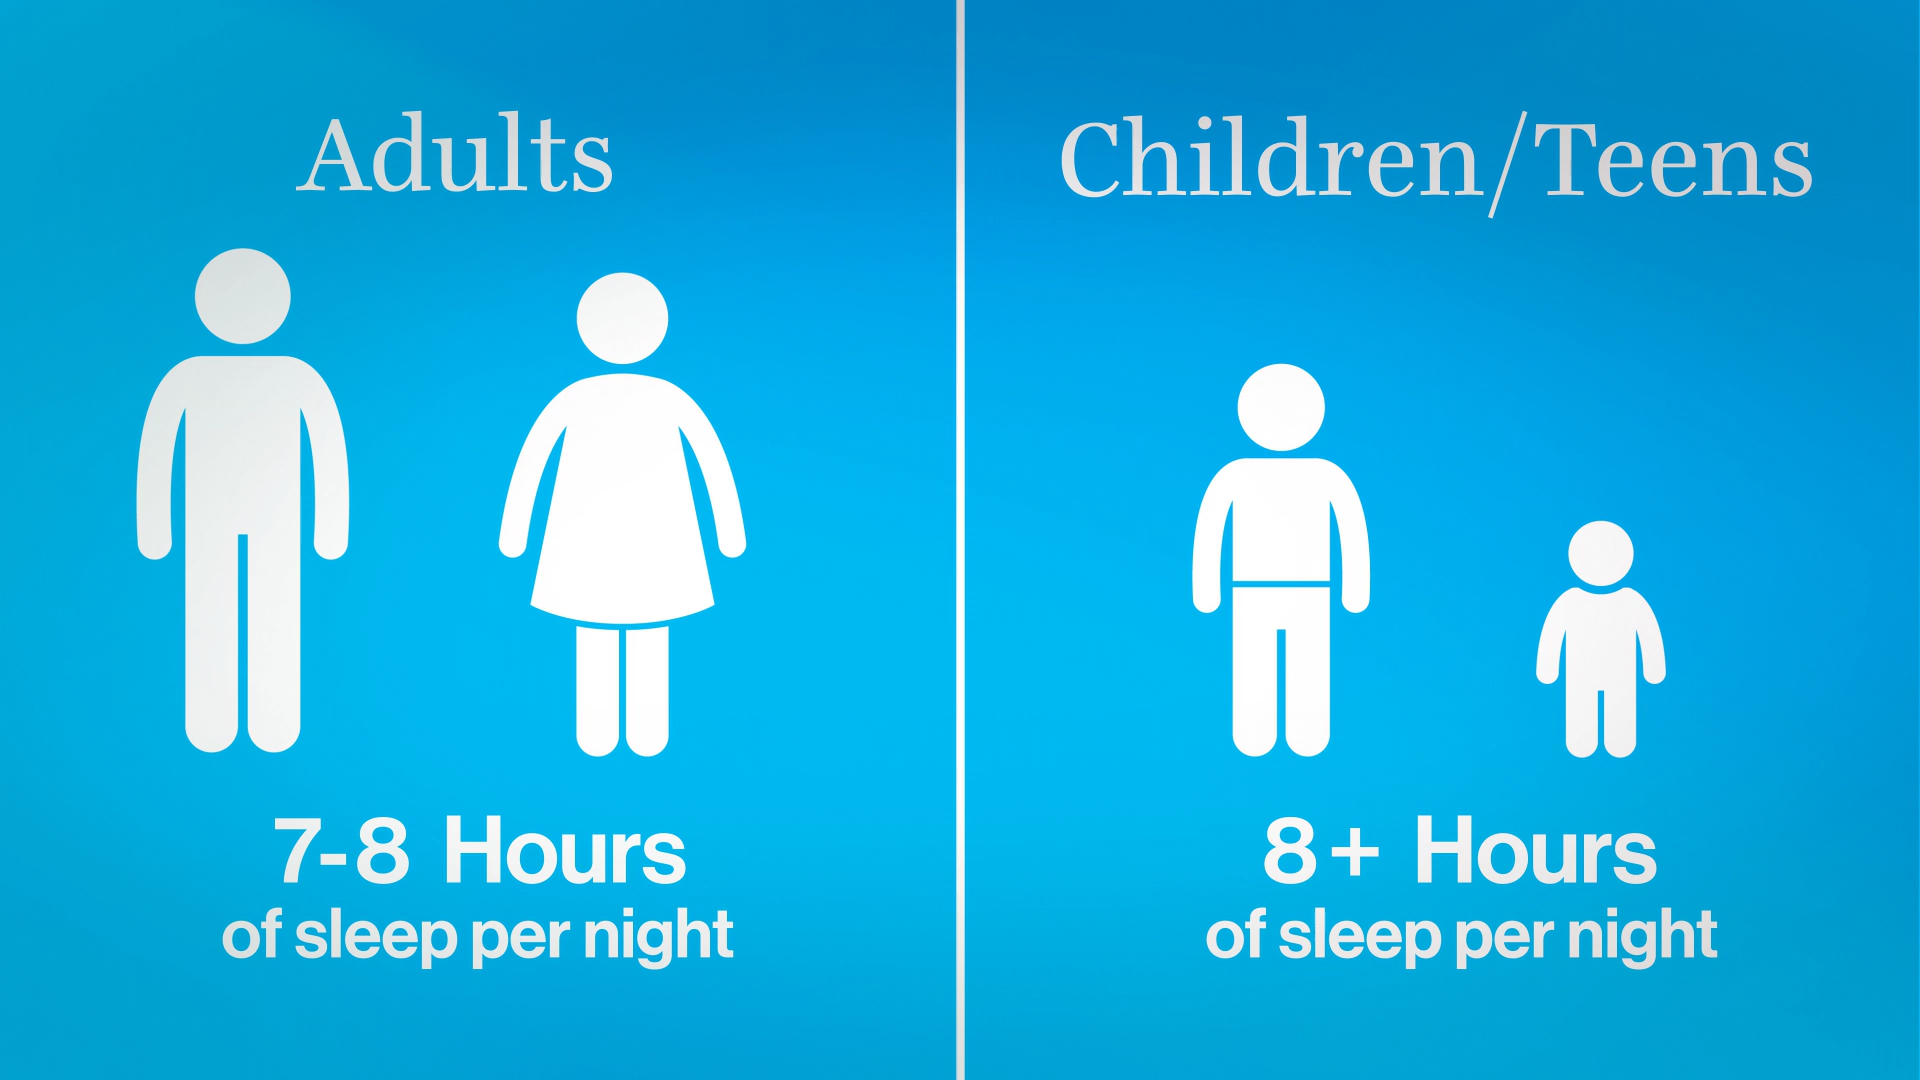 Adults
7-8 Hours
of sleep per night
Children/Teens
8+ Hours
of sleep per night